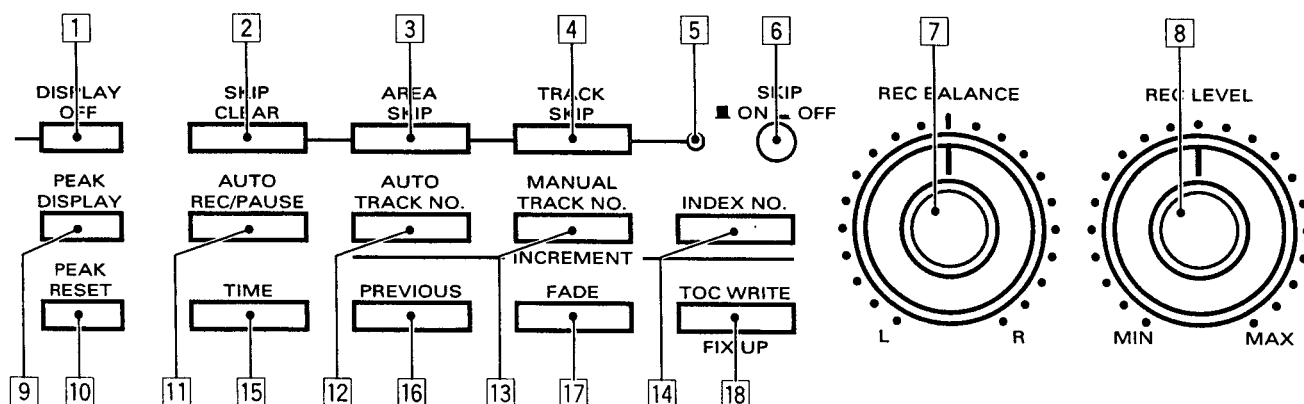 1 2 3 4 5 6 7 8
DISPLAY OFF
SKIP CLEAR
AREA SKIP
TRACK SKIP
SKIP
ON OFF
REC BALANCE
REC LEVEL
PEAK DISPLAY
AUTO REC/PAUSE
AUTO TRACK NO.
MANUAL TRACK NO.
INDEX NO.
INCREMENT
PEAK RESET
TIME
PREVIOUS
FADE
TOC WRITE
FIX UP
L R
MIN MAX
9 10 11 15 12 16 13 17 14 18